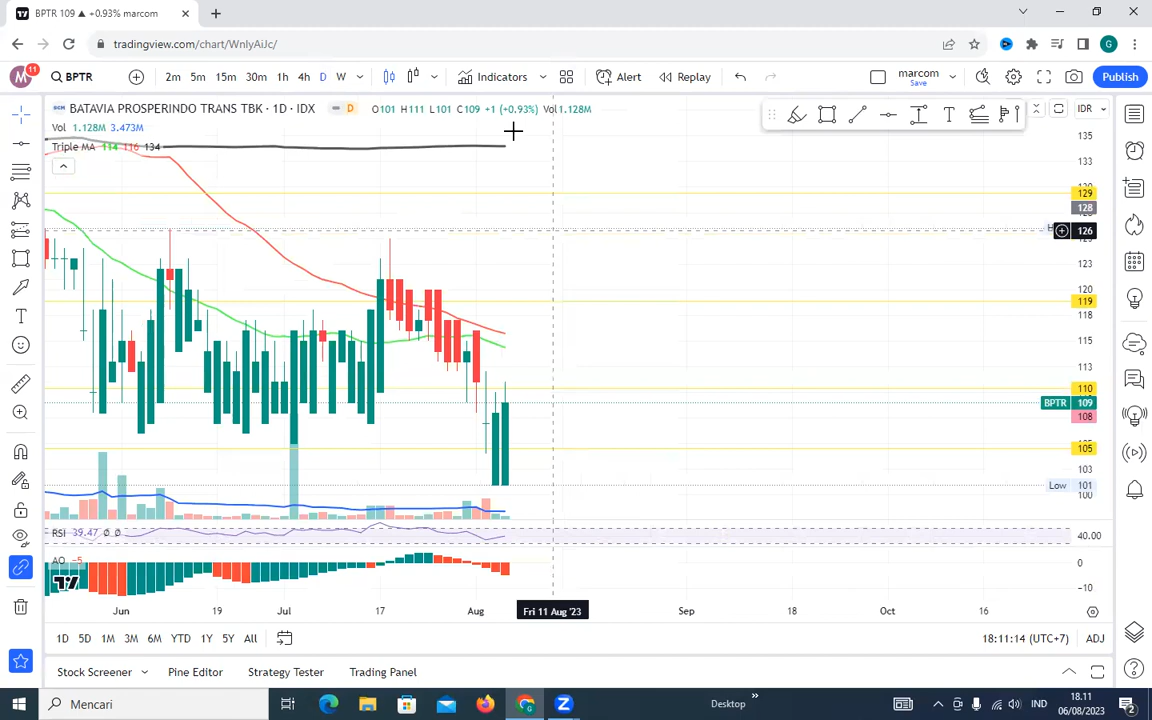 BPTR 109 ▲ +0.93% marcom
tradingview.com/chart/WnIyAiJc/
G
M 11 BPTR 2m 5m 15m 30m 1h 4h D W Indicators Alert Replay marcom Save Publish
BATAVIA PROSPERINDO TRANS TBK · 1D · IDX D O101 H111 L101 C109 +1 (+0.93%) Vol1.128M
IDR
Vol 1.128M 3.473M
Triple MA 114 116 134
135
133
129
128
126
123
120
119
118
115
113
110
BPTR 109
108
105
103
Low 101
100
RSI 39.47 ∅ ∅
40.00
AO −5
0
−10
Jun 19 Jul 17 Aug Fri 11 Aug '23 Sep 18 Oct 16
1D 5D 1M 3M 6M YTD 1Y 5Y All
18:11:14 (UTC+7) ADJ
Stock Screener Pine Editor Strategy Tester Trading Panel
Mencari
Desktop
IND
18.11
06/08/2023
2